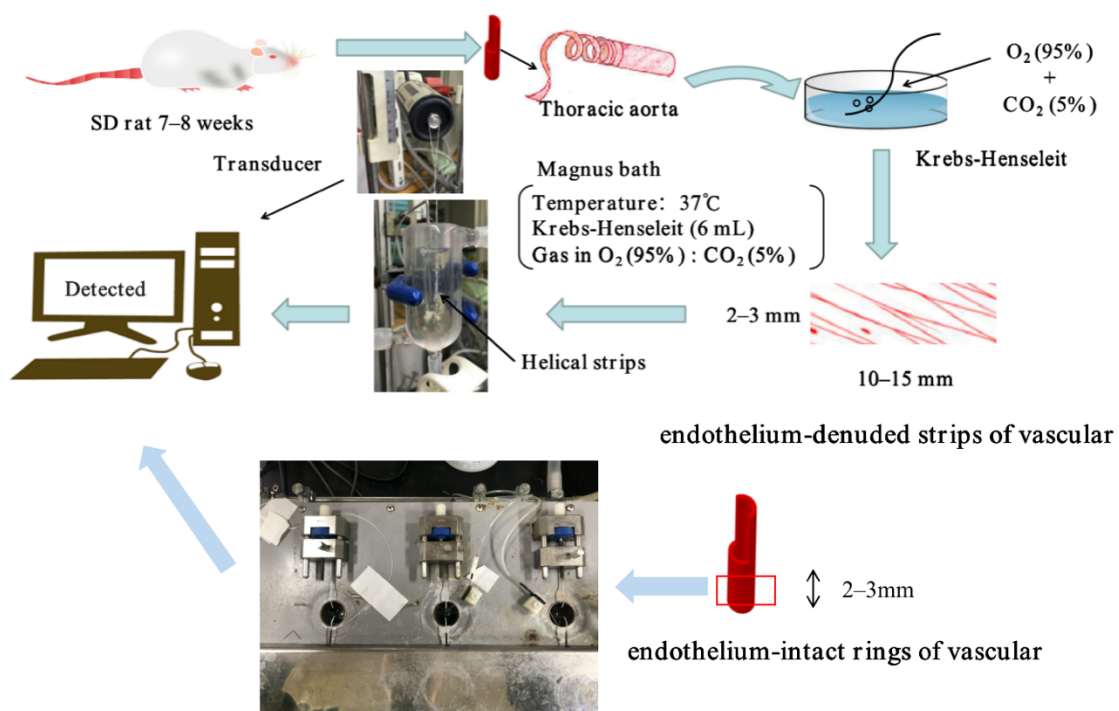 SD rat 7–8 weeks
Thoracic aorta
O₂ (95%)
+
CO₂ (5%)
Krebs-Henseleit
Transducer
Magnus bath
Temperature: 37℃
Krebs-Henseleit (6 mL)
Gas in O₂ (95%) : CO₂ (5%)
Detected
Helical strips
2–3 mm
10–15 mm
endothelium-denuded strips of vascular
2–3mm
endothelium-intact rings of vascular